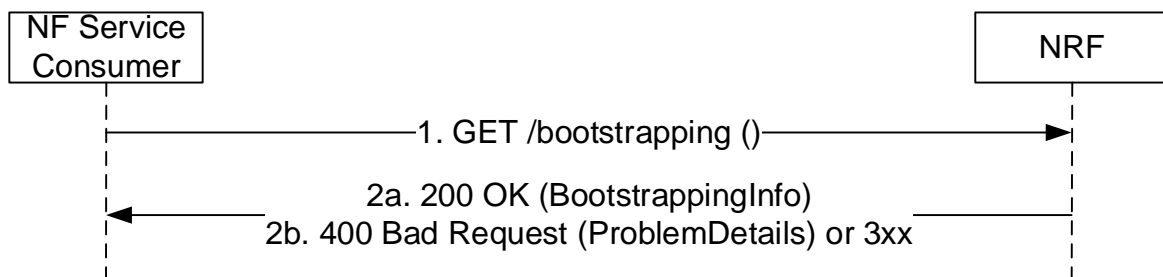 NF Service
Consumer
NRF
1. GET /bootstrapping ()
2a. 200 OK (BootstrappingInfo)
2b. 400 Bad Request (ProblemDetails) or 3xx